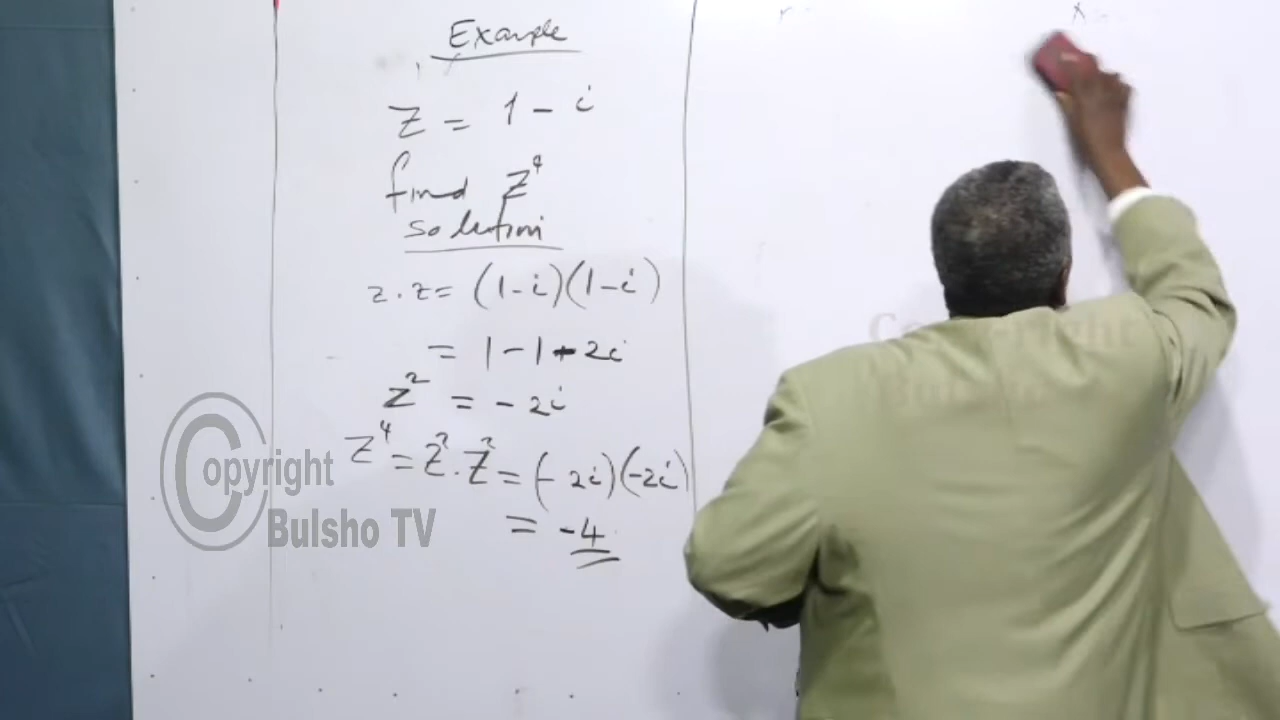 Example
z = 1 - i
find z⁴
solution
z . z = (1 - i)(1 - i)
= 1 - 1 - 2i
z² = - 2i
z⁴ = z² . z² = (- 2i)(-2i)
= -4
Copyright
Bulsho TV